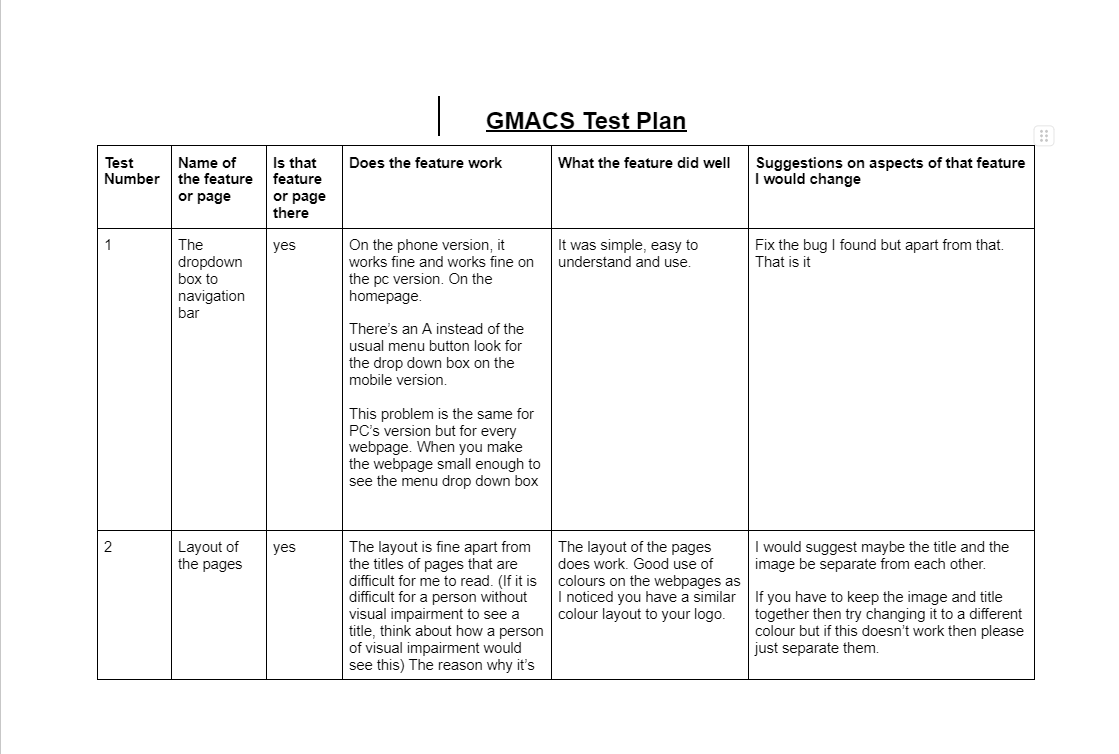 GMACS Test Plan
Test
Number
Name of
the feature
or page
Is that
feature
or page
there
Does the feature work
What the feature did well
Suggestions on aspects of that feature
I would change
1
The
dropdown
box to
navigation
bar
yes
On the phone version, it
works fine and works fine on
the pc version. On the
homepage.
There's an A instead of the
usual menu button look for
the drop down box on the
mobile version.
This problem is the same for
PC's version but for every
webpage. When you make
the webpage small enough to
see the menu drop down box
It was simple, easy to
understand and use.
Fix the bug I found but apart from that.
That is it
2
Layout of
the pages
yes
The layout is fine apart from
the titles of pages that are
difficult for me to read. (If it is
difficult for a person without
visual impairment to see a
title, think about how a person
of visual impairment would
see this) The reason why it's
The layout of the pages
does work. Good use of
colours on the webpages as
I noticed you have a similar
colour layout to your logo.
I would suggest maybe the title and the
image be separate from each other.
If you have to keep the image and title
together then try changing it to a different
colour but if this doesn't work then please
just separate them.